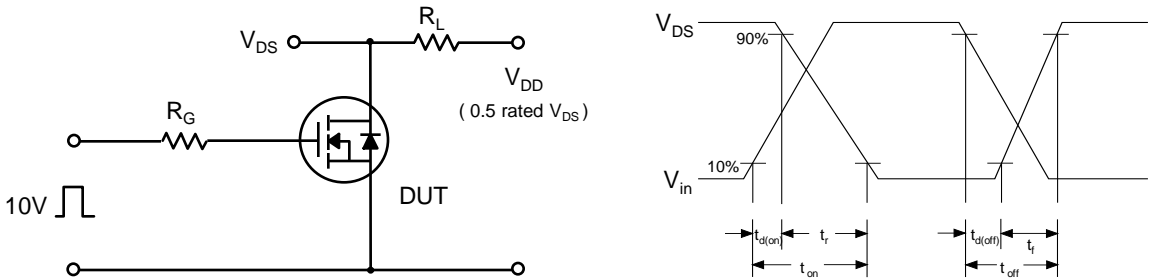 R_L
V_DS
V_DD
( 0.5 rated V_DS )
R_G
10V
DUT
V_DS
90%
10%
V_in
t_d(on)
t_r
t_on
t_d(off)
t_f
t_off